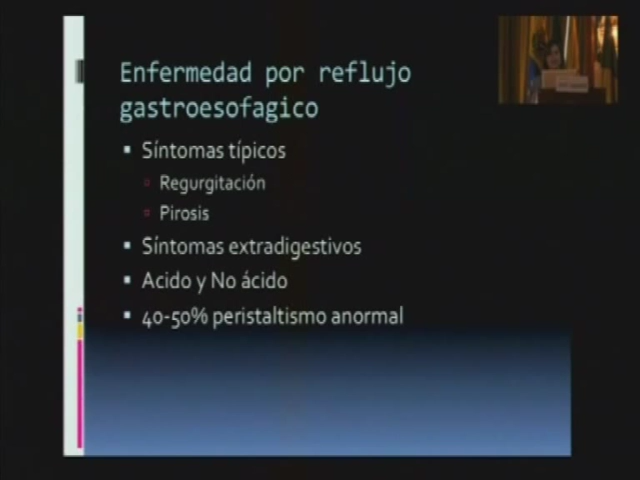 Enfermedad por reflujo
gastroesofagico
Síntomas típicos
Regurgitación
Pirosis
Síntomas extradigestivos
Acido y No ácido
40-50% peristaltismo anormal